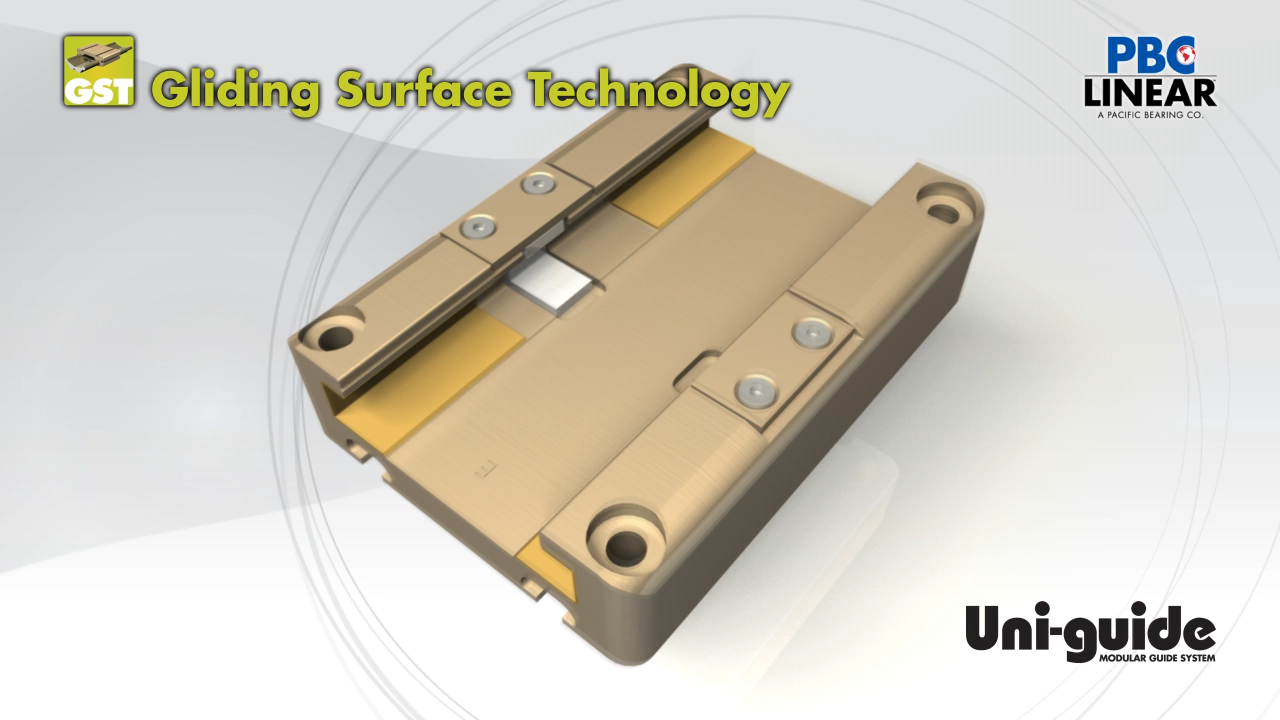 GST
Gliding Surface Technology
PBC
LINEAR
A PACIFIC BEARING CO.
Uni-guide
MODULAR GUIDE SYSTEM